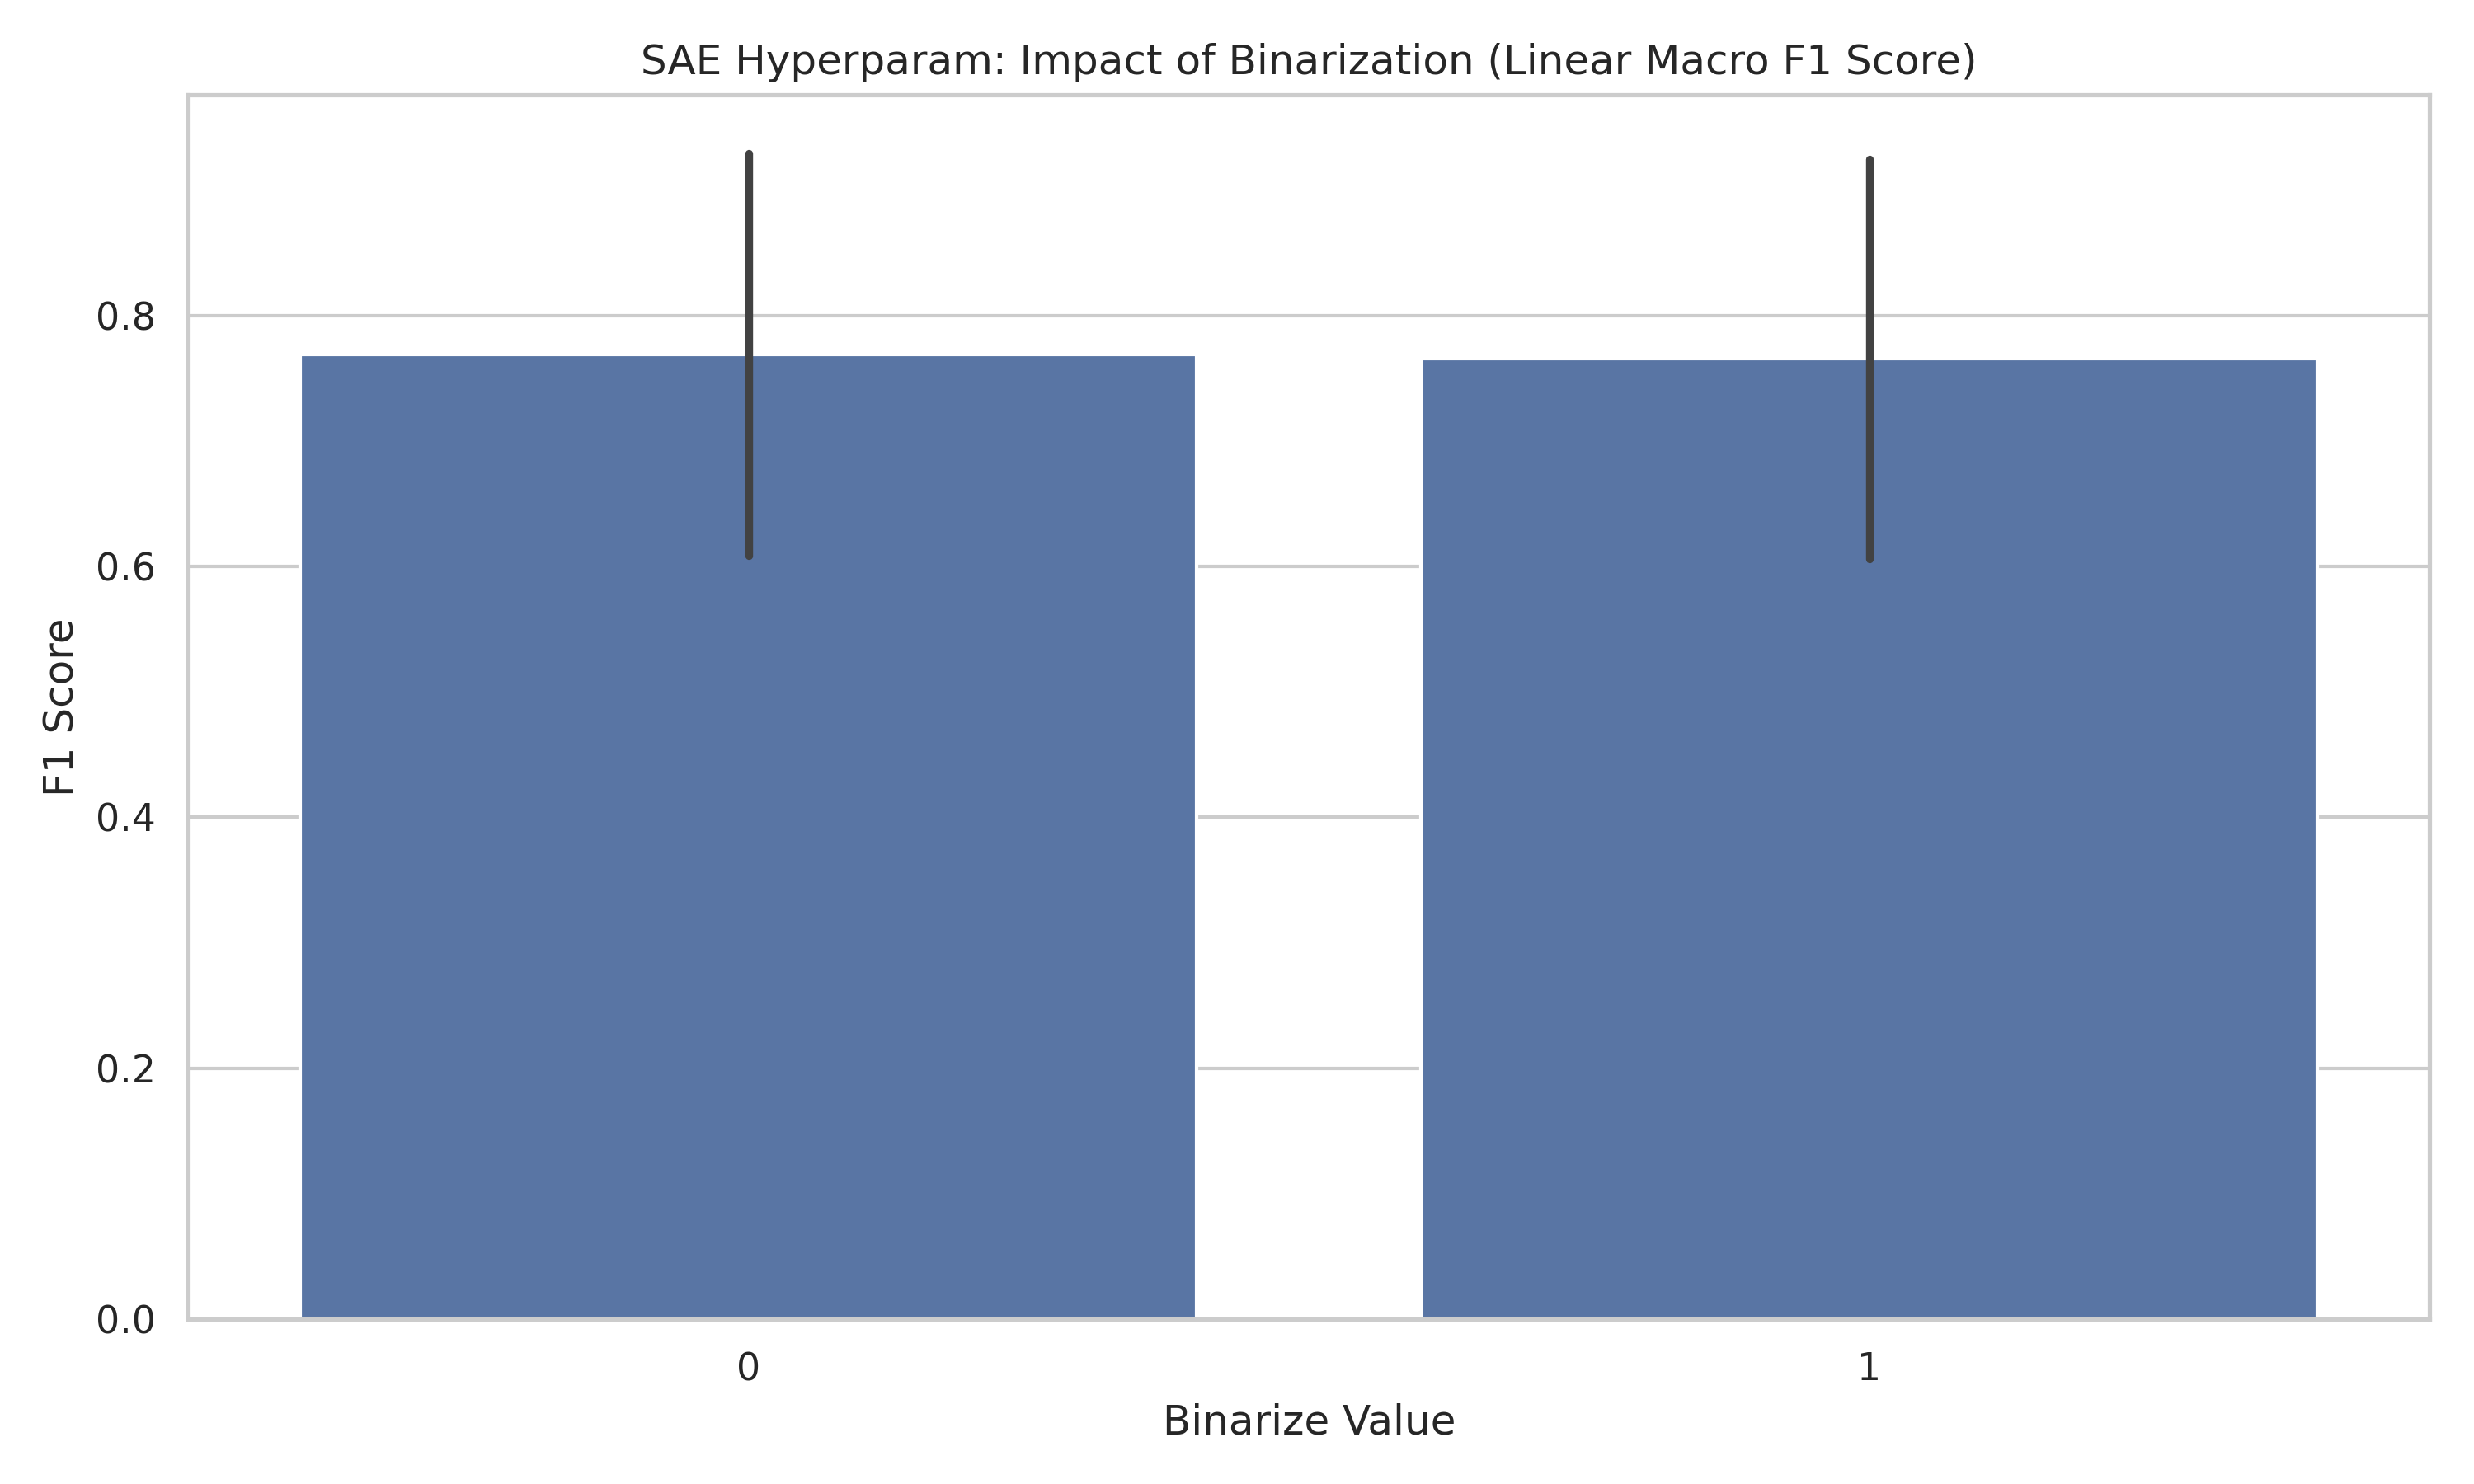 SAE Hyperparam: Impact of Binarization (Linear Macro F1 Score)
F1 Score
0.8
0.6
0.4
0.2
0.0
0
1
Binarize Value